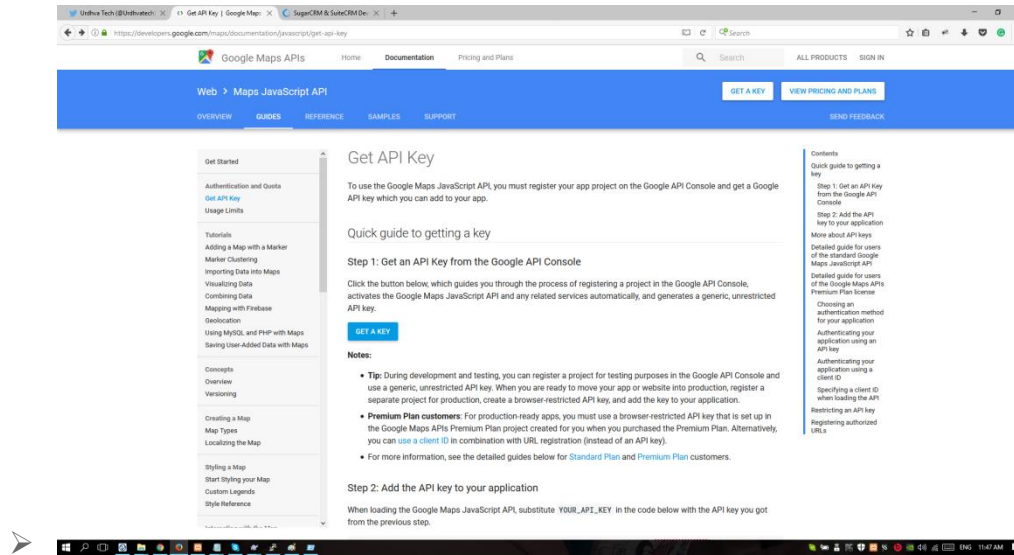 Urdhva Tech (@Urdhvatech)
Get API Key | Google Maps
SugarCRM & SuiteCRM Dev
https://developers.google.com/maps/documentation/javascript/get-api-key
Search
Google Maps APIs
Home
Documentation
Pricing and Plans
Search
ALL PRODUCTS
SIGN IN
Web > Maps JavaScript API
GET A KEY
VIEW PRICING AND PLANS
OVERVIEW
GUIDES
REFERENCE
SAMPLES
SUPPORT
SEND FEEDBACK
Get Started
Authentication and Quota
Get API Key
Usage Limits
Tutorials
Adding a Map with a Marker
Marker Clustering
Importing Data into Maps
Visualizing Data
Combining Data
Mapping with Firebase
Geolocation
Using MySQL and PHP with Maps
Saving User-Added Data with Maps
Concepts
Overview
Versioning
Creating a Map
Map Types
Localizing the Map
Styling a Map
Start Styling your Map
Custom Legends
Style Reference
Get API Key
To use the Google Maps JavaScript API, you must register your app project on the Google API Console and get a Google
API key which you can add to your app.
Quick guide to getting a key
Step 1: Get an API Key from the Google API Console
Click the button below, which guides you through the process of registering a project in the Google API Console,
activates the Google Maps JavaScript API and any related services automatically, and generates a generic, unrestricted
API key.
GET A KEY
Notes:
• Tip: During development and testing, you can register a project for testing purposes in the Google API Console and
use a generic, unrestricted API key. When you are ready to move your app or website into production, register a
separate project for production, create a browser-restricted API key, and add the key to your application.
• Premium Plan customers: For production-ready apps, you must use a browser-restricted API key that is set up in
the Google Maps APIs Premium Plan project created for you when you purchased the Premium Plan. Alternatively,
you can use a client ID in combination with URL registration (instead of an API key).
• For more information, see the detailed guides below for Standard Plan and Premium Plan customers.
Step 2: Add the API key to your application
When loading the Google Maps JavaScript API, substitute YOUR_API_KEY in the code below with the API key you got
from the previous step.
Contents
Quick guide to getting a
key
Step 1: Get an API Key
from the Google API
Console
Step 2: Add the API
key to your application
More about API keys
Detailed guide for users
of the standard Google
Maps JavaScript API
Detailed guide for users
of the Google Maps APIs
Premium Plan license
Choosing an
authentication method
for your application
Authenticating your
application using an
API key
Authenticating your
application using a
client ID
Specifying a client ID
when loading the API
Restricting an API key
Registering authorized
URLs
ENG 11:47 AM